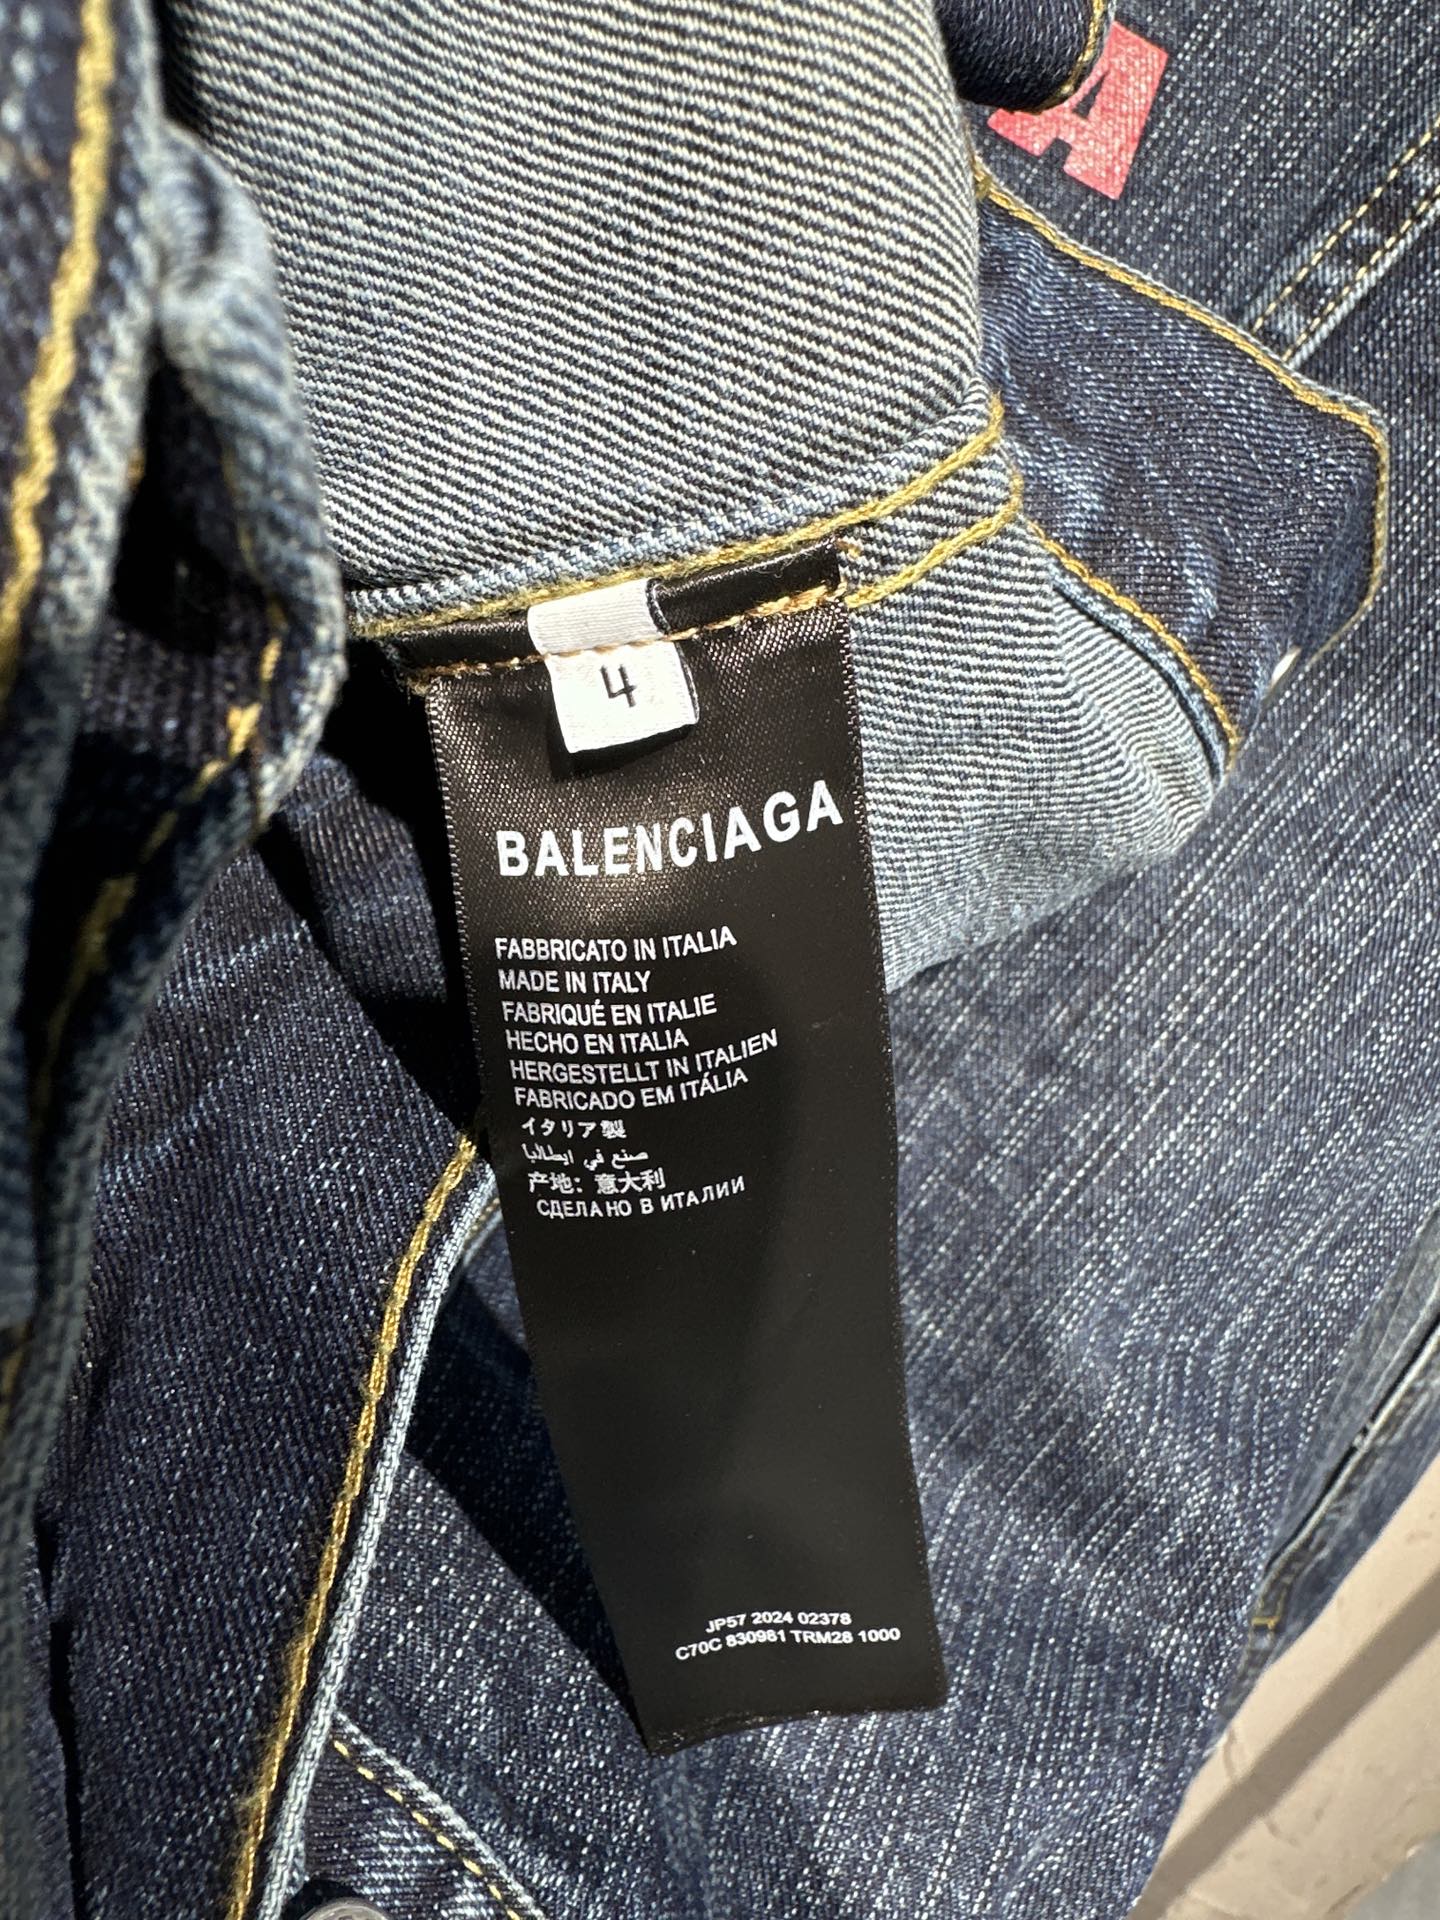 A
4
BALENCIAGA
FABBRICATO IN ITALIA
MADE IN ITALY
FABRIQUÉ EN ITALIE
HECHO EN ITALIA
HERGESTELLT IN ITALIEN
FABRICADO EM ITÁLIA
イタリア製
صنع في ايطاليا
产地：意大利
СДЕЛАНО В ИТАЛИИ
JP57 2024 02378
C70C 830981 TRM28 1000